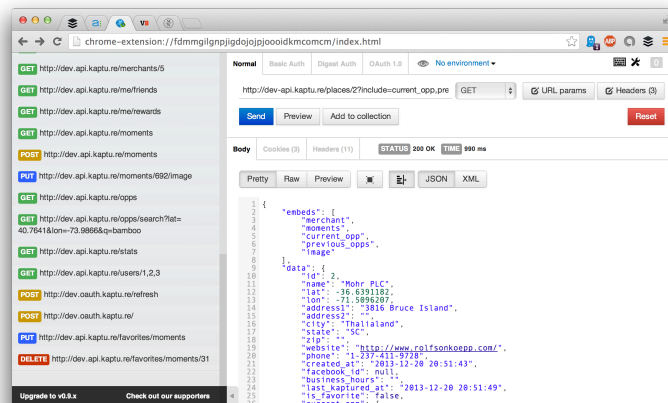 chrome-extension://fdmmgilgnpjigdojojpjoooidkmcomcm/index.html
GET http://dev.api.kaptu.re/merchants/5
GET http://dev.api.kaptu.re/me/friends
GET http://dev.api.kaptu.re/me/rewards
GET http://dev.api.kaptu.re/moments
POST http://dev.api.kaptu.re/moments
PUT http://dev.api.kaptu.re/moments/692/image
GET http://dev.api.kaptu.re/opps
GET http://dev.api.kaptu.re/opps/search?lat=
40.7641&lon=-73.9866&q=bamboo
GET http://dev.api.kaptu.re/stats
GET http://dev.api.kaptu.re/users/1,2,3
POST http://dev.oauth.kaptu.re/refresh
POST http://dev.oauth.kaptu.re/
PUT http://dev.api.kaptu.re/favorites/moments
DELETE http://dev.api.kaptu.re/favorites/moments/31
Upgrade to v0.9.x Check out our supporters
Normal Basic Auth Digest Auth OAuth 1.0 No environment 0
http://dev-api.kaptu.re/places/2?include=current_opp,pre GET URL params Headers (3)
Send Preview Add to collection Reset
Body Cookies (3) Headers (11) STATUS 200 OK TIME 990 ms
Pretty Raw Preview JSON XML
1 {
2 "embeds": [
3 "merchant",
4 "moments",
5 "current_opp",
6 "previous_opps",
7 "image"
8 ],
9 "data": {
10 "id": 2,
11 "name": "Mohr PLC",
12 "lat": -36.6391182,
13 "lon": -71.5096207,
14 "address1": "3816 Bruce Island",
15 "address2": "",
16 "city": "Thalialand",
17 "state": "SC",
18 "zip": "",
19 "website": "http://www.rolfsonkoepp.com/",
20 "phone": "1-237-411-9728",
21 "created_at": "2013-12-20 20:51:43",
22 "facebook_id": null,
23 "business_hours": "",
24 "last_kaptured_at": "2013-12-20 20:51:49",
25 "is_favorite": false,